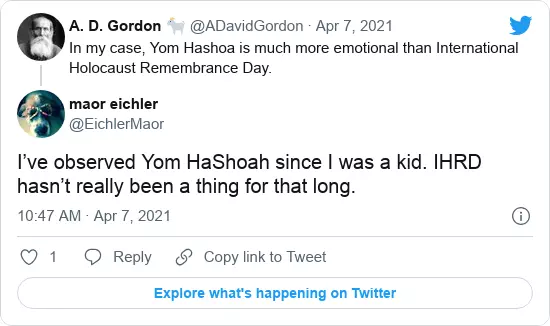 A. D. Gordon 🐐 @ADavidGordon · Apr 7, 2021
In my case, Yom Hashoa is much more emotional than International
Holocaust Remembrance Day.
maor eichler
@EichlerMaor
I’ve observed Yom HaShoah since I was a kid. IHRD
hasn’t really been a thing for that long.
10:47 AM · Apr 7, 2021
1 Reply Copy link to Tweet
Explore what's happening on Twitter